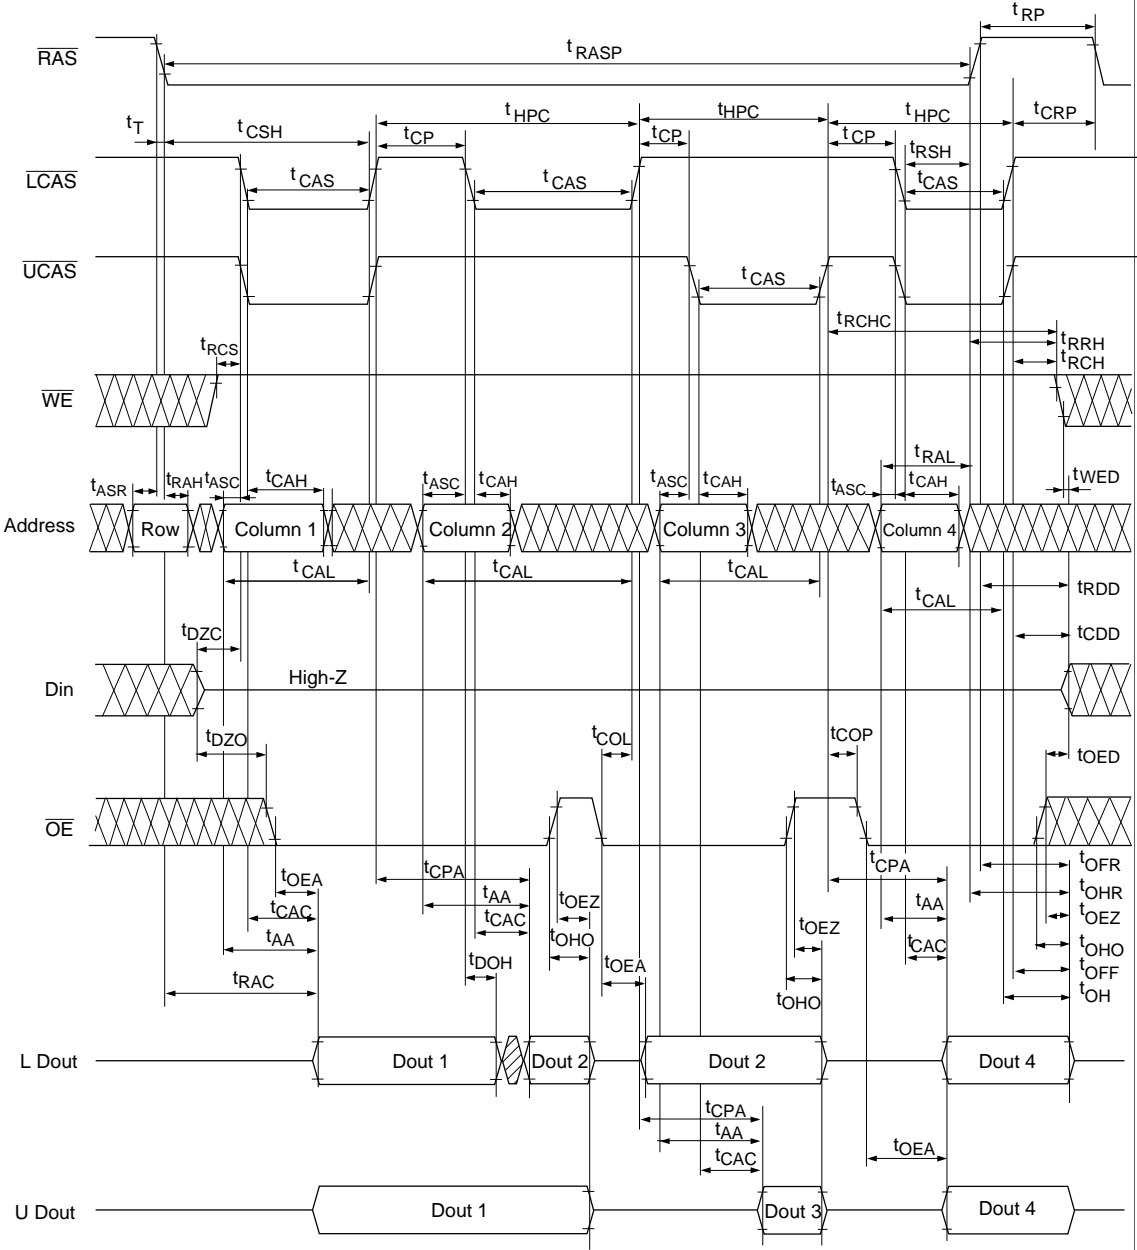 tRP
RAS
tRASP
tT
tCSH
tHPC
tHPC
tHPC
tCRP
tCP
tCP
tCP
tRSH
LCAS
tCAS
tCAS
tCAS
UCAS
tCAS
tRCHC
tRRH
tRCS
tRCH
WE
tRAL
tASR
tRAH
tASC
tCAH
tASC
tCAH
tASC
tCAH
tASC
tCAH
tWED
Address
Row
Column 1
Column 2
Column 3
Column 4
tCAL
tCAL
tCAL
tRDD
tCAL
tDZC
tCDD
Din
High-Z
tDZO
tCOL
tCOP
tOED
OE
tOEA
tCPA
tCPA
tOFR
tCAC
tAA
tOEZ
tAA
tOHR
tCAC
tOEZ
tOEZ
tAA
tOHO
tCAC
tOHO
tDOH
tOEA
tOFF
tRAC
tOHO
tOH
L Dout
Dout 1
Dout 2
Dout 2
Dout 4
tCPA
tAA
tOEA
tCAC
U Dout
Dout 1
Dout 3
Dout 4